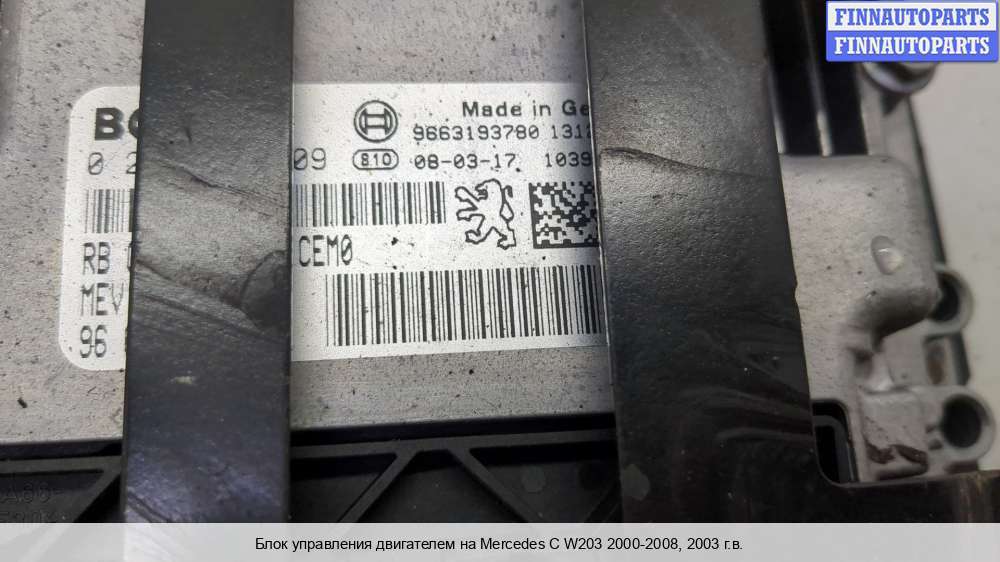 FINNAUTOPARTS
FINNAUTOPARTS
Made in Ge
9663193780 131
0 2 09 810 08-03-17 1039
RB CEM0
MEV
96
Блок управления двигателем на Mercedes C W203 2000-2008, 2003 г.в.